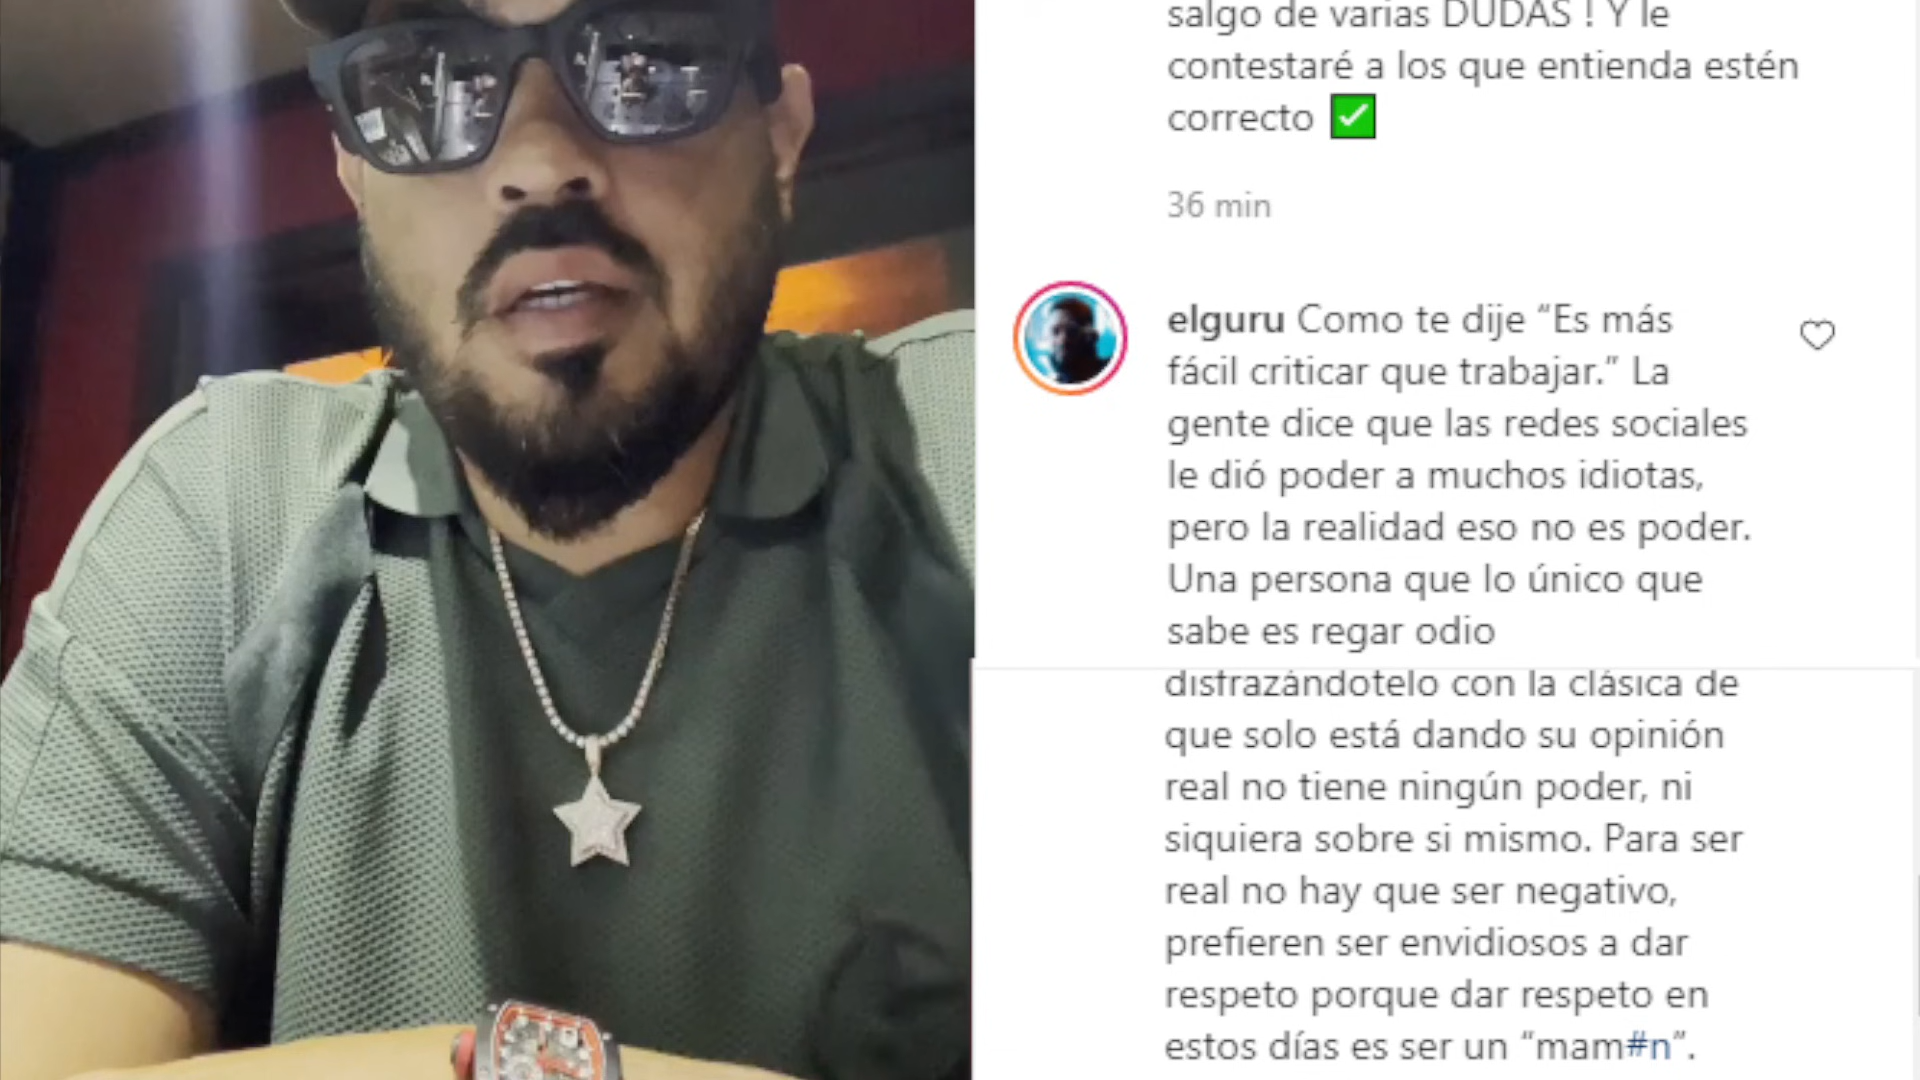 salgo de varias DUDAS ! Y le
contestaré a los que entienda estén
correcto ✅
36 min
elguru Como te dije “Es más
fácil criticar que trabajar.” La
gente dice que las redes sociales
le dió poder a muchos idiotas,
pero la realidad eso no es poder.
Una persona que lo único que
sabe es regar odio
disfrazándotelo con la clásica de
que solo está dando su opinión
real no tiene ningún poder, ni
siquiera sobre si mismo. Para ser
real no hay que ser negativo,
prefieren ser envidiosos a dar
respeto porque dar respeto en
estos días es ser un “mam#n”.